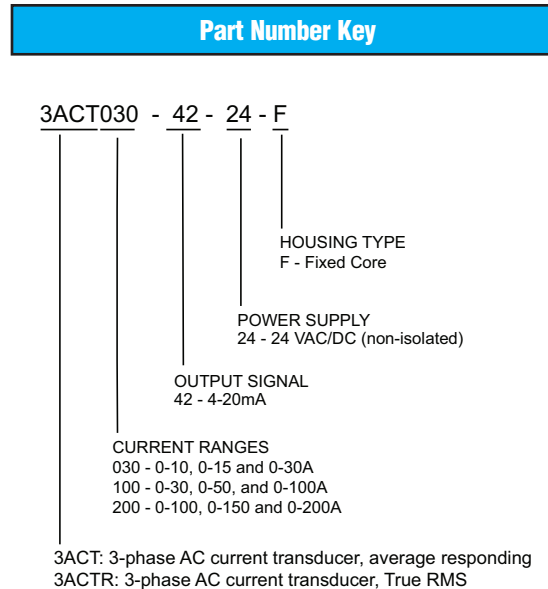 Part Number Key
3ACT030 - 42 - 24 - F
HOUSING TYPE
F - Fixed Core
POWER SUPPLY
24 - 24 VAC/DC (non-isolated)
OUTPUT SIGNAL
42 - 4-20mA
CURRENT RANGES
030 - 0-10, 0-15 and 0-30A
100 - 0-30, 0-50, and 0-100A
200 - 0-100, 0-150 and 0-200A
3ACT: 3-phase AC current transducer, average responding
3ACTR: 3-phase AC current transducer, True RMS